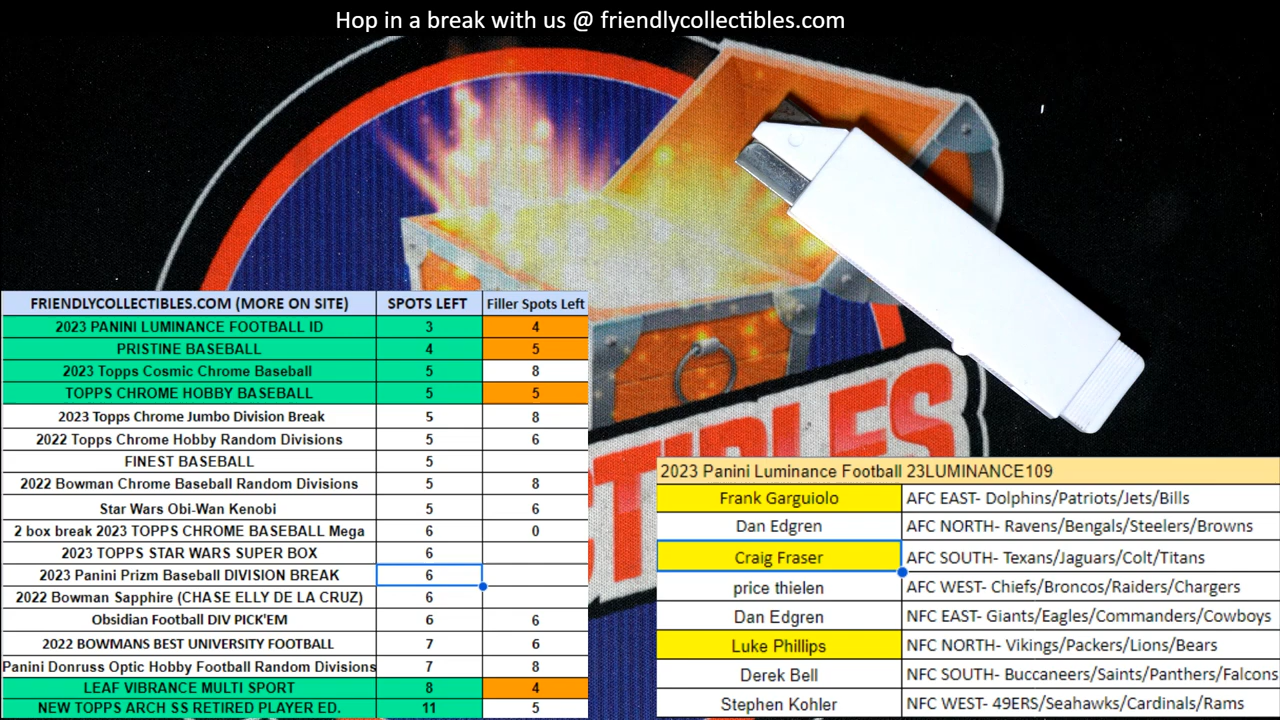 Hop in a break with us @ friendlycollectibles.com
FRIENDLYCOLLECTIBLES.COM (MORE ON SITE) SPOTS LEFT Filler Spots Left
2023 PANINI LUMINANCE FOOTBALL ID 3 4
PRISTINE BASEBALL 4 5
2023 Topps Cosmic Chrome Baseball 5 8
TOPPS CHROME HOBBY BASEBALL 5 5
2023 Topps Chrome Jumbo Division Break 5 8
2022 Topps Chrome Hobby Random Divisions 5 6
FINEST BASEBALL 5
2022 Bowman Chrome Baseball Random Divisions 5 8
Star Wars Obi-Wan Kenobi 5 6
2 box break 2023 TOPPS CHROME BASEBALL Mega 6 0
2023 TOPPS STAR WARS SUPER BOX 6
2023 Panini Prizm Baseball DIVISION BREAK 6
2022 Bowman Sapphire (CHASE ELLY DE LA CRUZ) 6
Obsidian Football DIV PICK'EM 6 6
2022 BOWMANS BEST UNIVERSITY FOOTBALL 7 6
Panini Donruss Optic Hobby Football Random Divisions 7 8
LEAF VIBRANCE MULTI SPORT 8 4
NEW TOPPS ARCH SS RETIRED PLAYER ED. 11 5
CTIBLES
2023 Panini Luminance Football 23LUMINANCE109
Frank Garguiolo AFC EAST- Dolphins/Patriots/Jets/Bills
Dan Edgren AFC NORTH- Ravens/Bengals/Steelers/Browns
Craig Fraser AFC SOUTH- Texans/Jaguars/Colt/Titans
price thielen AFC WEST- Chiefs/Broncos/Raiders/Chargers
Dan Edgren NFC EAST- Giants/Eagles/Commanders/Cowboys
Luke Phillips NFC NORTH- Vikings/Packers/Lions/Bears
Derek Bell NFC SOUTH- Buccaneers/Saints/Panthers/Falcons
Stephen Kohler NFC WEST- 49ERS/Seahawks/Cardinals/Rams